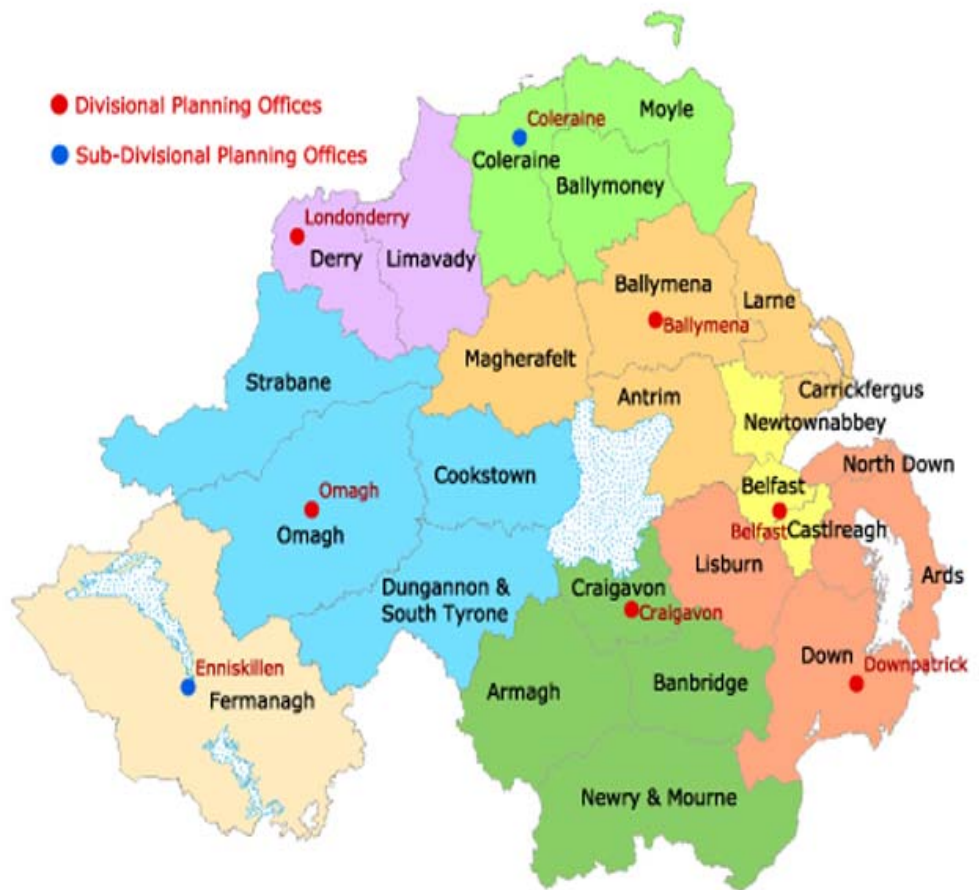 Divisional Planning Offices
Sub-Divisional Planning Offices
Moyle
Coleraine
Coleraine
Ballymoney
Londonderry
Derry
Limavady
Ballymena
Larne
Ballymena
Magherafelt
Strabane
Antrim
Carrickfergus
Newtownabbey
North Down
Cookstown
Belfast
Omagh
Omagh
Belfast
Castlreagh
Lisburn
Ards
Dungannon &
South Tyrone
Craigavon
Craigavon
Enniskillen
Fermanagh
Armagh
Banbridge
Down
Downpatrick
Newry & Mourne